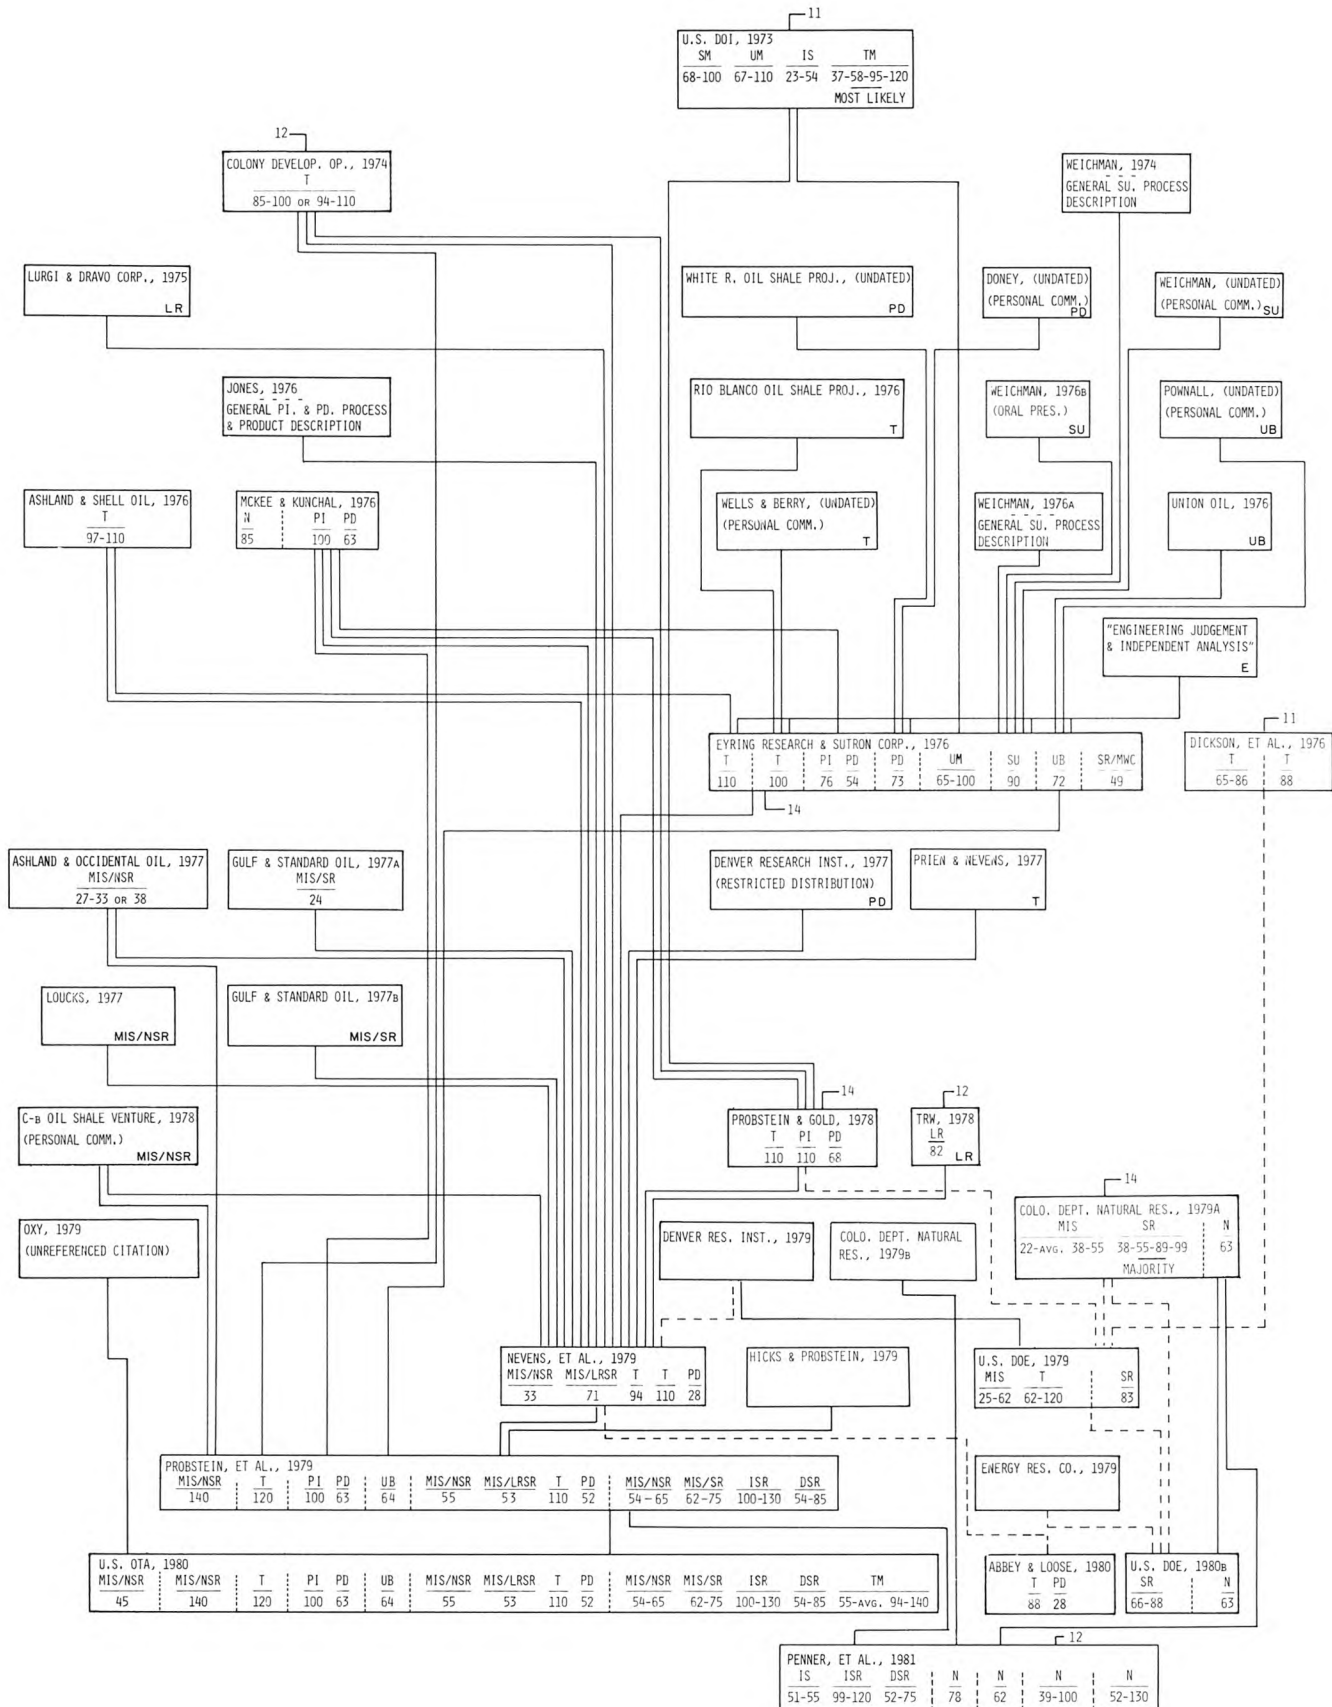 11
U.S. DOI, 1973
SM UM IS TM
68-100 67-110 23-54 37-58-95-120
MOST LIKELY
12
COLONY DEVELOP. OP., 1974
T
85-100 OR 94-110
WEICHMAN, 1974
GENERAL SU. PROCESS
DESCRIPTION
LURGI & DRAVO CORP., 1975
LR
WHITE R. OIL SHALE PROJ., (UNDATED)
PD
DONEY, (UNDATED)
(PERSONAL COMM.)
PD
WEICHMAN, (UNDATED)
(PERSONAL COMM.) SU
JONES, 1976
GENERAL PI. & PD. PROCESS
& PRODUCT DESCRIPTION
RIO BLANCO OIL SHALE PROJ., 1976
T
WEICHMAN, 1976B
(ORAL PRES.)
SU
POWNALL, (UNDATED)
(PERSONAL COMM.)
UB
ASHLAND & SHELL OIL, 1976
T
97-110
MCKEE & KUNCHAL, 1976
N PI PD
85 100 63
WELLS & BERRY, (UNDATED)
(PERSONAL COMM.)
T
WEICHMAN, 1976A
GENERAL SU. PROCESS
DESCRIPTION
UNION OIL, 1976
UB
"ENGINEERING JUDGEMENT
& INDEPENDENT ANALYSIS"
E
EYRING RESEARCH & SUTRON CORP., 1976
T T PI PD PD UM SU UB SR/MWC
110 100 76 54 73 65-100 90 72 49
14
11
DICKSON, ET AL., 1976
T T
65-86 88
ASHLAND & OCCIDENTAL OIL, 1977
MIS/NSR
27-33 OR 38
GULF & STANDARD OIL, 1977A
MIS/SR
24
DENVER RESEARCH INST., 1977
(RESTRICTED DISTRIBUTION)
PD
PRIEN & NEVENS, 1977
T
LOUCKS, 1977
MIS/NSR
GULF & STANDARD OIL, 1977B
MIS/SR
C-B OIL SHALE VENTURE, 1978
(PERSONAL COMM.)
MIS/NSR
14
PROBSTEIN & GOLD, 1978
T PI PD
110 110 68
12
TRW, 1978
LR
82 LR
14
COLO. DEPT. NATURAL RES., 1979A
MIS SR N
22-AVG. 38-55 38-55-89-99 63
MAJORITY
OXY, 1979
(UNREFERENCED CITATION)
DENVER RES. INST., 1979
COLO. DEPT. NATURAL
RES., 1979B
NEVENS, ET AL., 1979
MIS/NSR MIS/LRSR T T PD
33 71 94 110 28
HICKS & PROBSTEIN, 1979
U.S. DOE, 1979
MIS T SR
25-62 62-120 83
PROBSTEIN, ET AL., 1979
MIS/NSR T PI PD UB MIS/NSR MIS/LRSR T PD MIS/NSR MIS/SR ISR DSR
140 120 100 63 64 55 53 110 52 54-65 62-75 100-130 54-85
ENERGY RES. CO., 1979
U.S. OTA, 1980
MIS/NSR MIS/NSR T PI PD UB MIS/NSR MIS/LRSR T PD MIS/NSR MIS/SR ISR DSR TM
45 140 120 100 63 64 55 53 110 52 54-65 62-75 100-130 54-85 55-AVG. 94-140
ABBEY & LOOSE, 1980
T PD
88 28
U.S. DOE, 1980B
SR N
66-88 63
12
PENNER, ET AL., 1981
IS ISR DSR N N N N
51-55 99-120 52-75 78 62 39-100 52-130